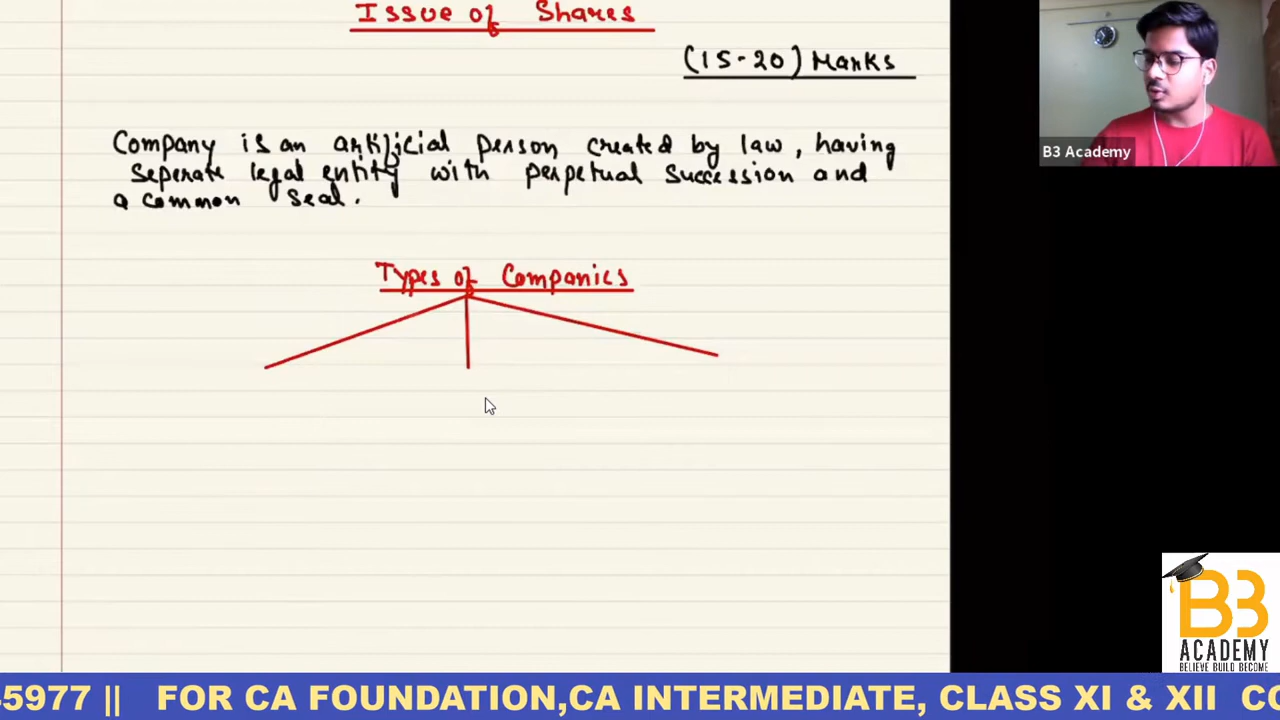 Issue of Shares
(15-20) Marks
Company is an artificial person created by law, having
Seperate legal entity with perpetual succession and
a common seal.
Types of Companies
B3 Academy
B3
ACADEMY
BELIEVE BUILD BECOME
-5977 || FOR CA FOUNDATION,CA INTERMEDIATE, CLASS XI & XII CO